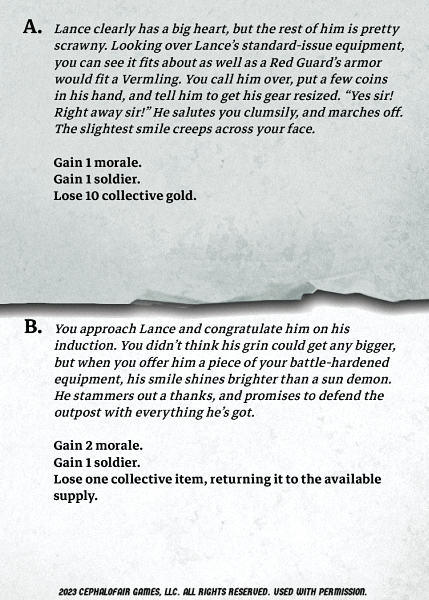 A. Lance clearly has a big heart, but the rest of him is pretty
scrawny. Looking over Lance's standard-issue equipment,
you can see it fits about as well as a Red Guard's armor
would fit a Vermling. You call him over, put a few coins
in his hand, and tell him to get his gear resized. “Yes sir!
Right away sir!” He salutes you clumsily, and marches off.
The slightest smile creeps across your face.
Gain 1 morale.
Gain 1 soldier.
Lose 10 collective gold.
B. You approach Lance and congratulate him on his
induction. You didn't think his grin could get any bigger,
but when you offer him a piece of your battle-hardened
equipment, his smile shines brighter than a sun demon.
He stammers out a thanks, and promises to defend the
outpost with everything he's got.
Gain 2 morale.
Gain 1 soldier.
Lose one collective item, returning it to the available
supply.
2023 CEPHALOFAIR GAMES, LLC. ALL RIGHTS RESERVED. USED WITH PERMISSION.